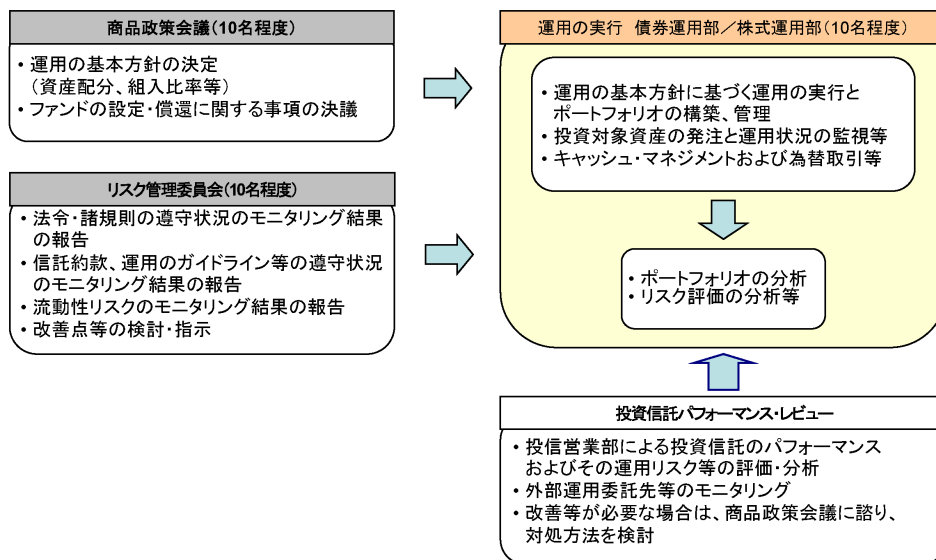 商品政策会議(10名程度)
・運用の基本方針の決定
(資産配分、組入比率等)
・ファンドの設定・償還に関する事項の決議
リスク管理委員会(10名程度)
・法令・諸規則の遵守状況のモニタリング結果
の報告
・信託約款、運用のガイドライン等の遵守状況
のモニタリング結果の報告
・流動性リスクのモニタリング結果の報告
・改善点等の検討・指示
運用の実行 債券運用部／株式運用部(10名程度)
・運用の基本方針に基づく運用の実行と
ポートフォリオの構築、管理
・投資対象資産の発注と運用状況の監視等
・キャッシュ・マネジメントおよび為替取引等
・ポートフォリオの分析
・リスク評価の分析等
投資信託パフォーマンス・レビュー
・投信営業部による投資信託のパフォーマンス
およびその運用リスク等の評価・分析
・外部運用委託先等のモニタリング
・改善等が必要な場合は、商品政策会議に諮り、
対処方法を検討